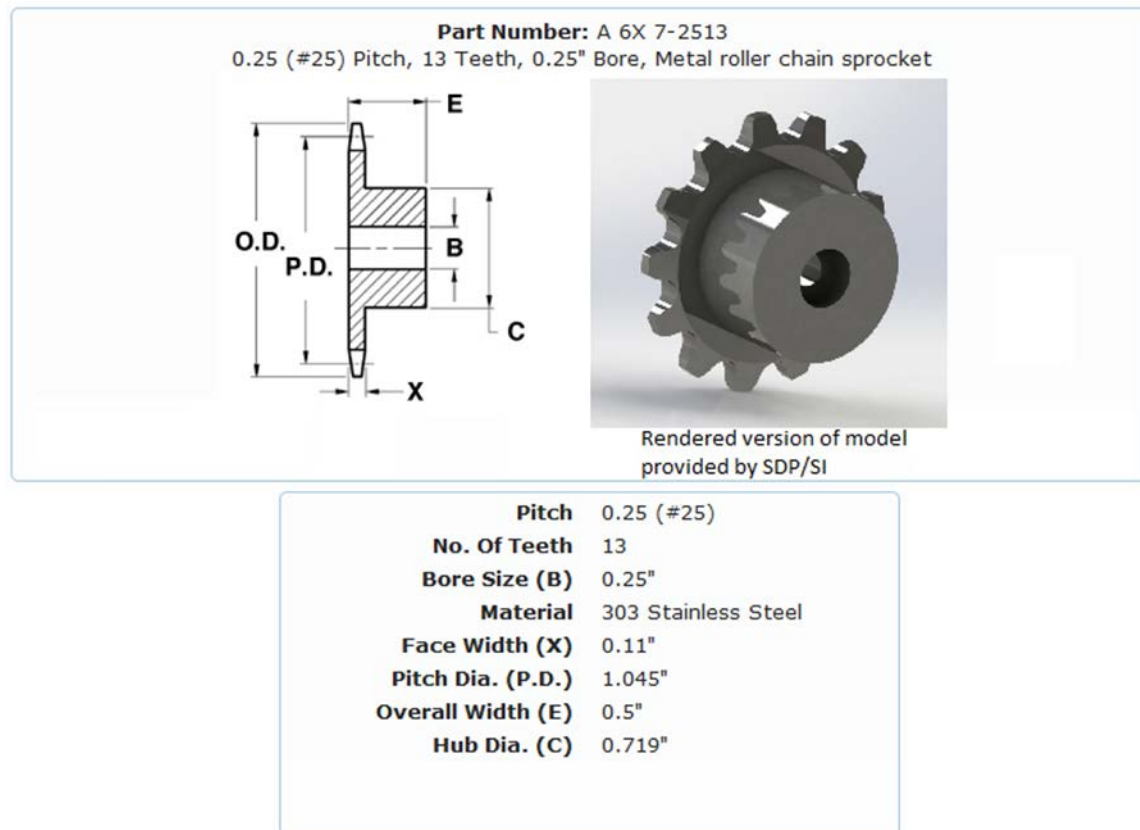 Part Number: A 6X 7-2513
0.25 (#25) Pitch, 13 Teeth, 0.25" Bore, Metal roller chain sprocket
E
O.D.
P.D.
B
C
X
Rendered version of model
provided by SDP/SI
Pitch 0.25 (#25)
No. Of Teeth 13
Bore Size (B) 0.25"
Material 303 Stainless Steel
Face Width (X) 0.11"
Pitch Dia. (P.D.) 1.045"
Overall Width (E) 0.5"
Hub Dia. (C) 0.719"